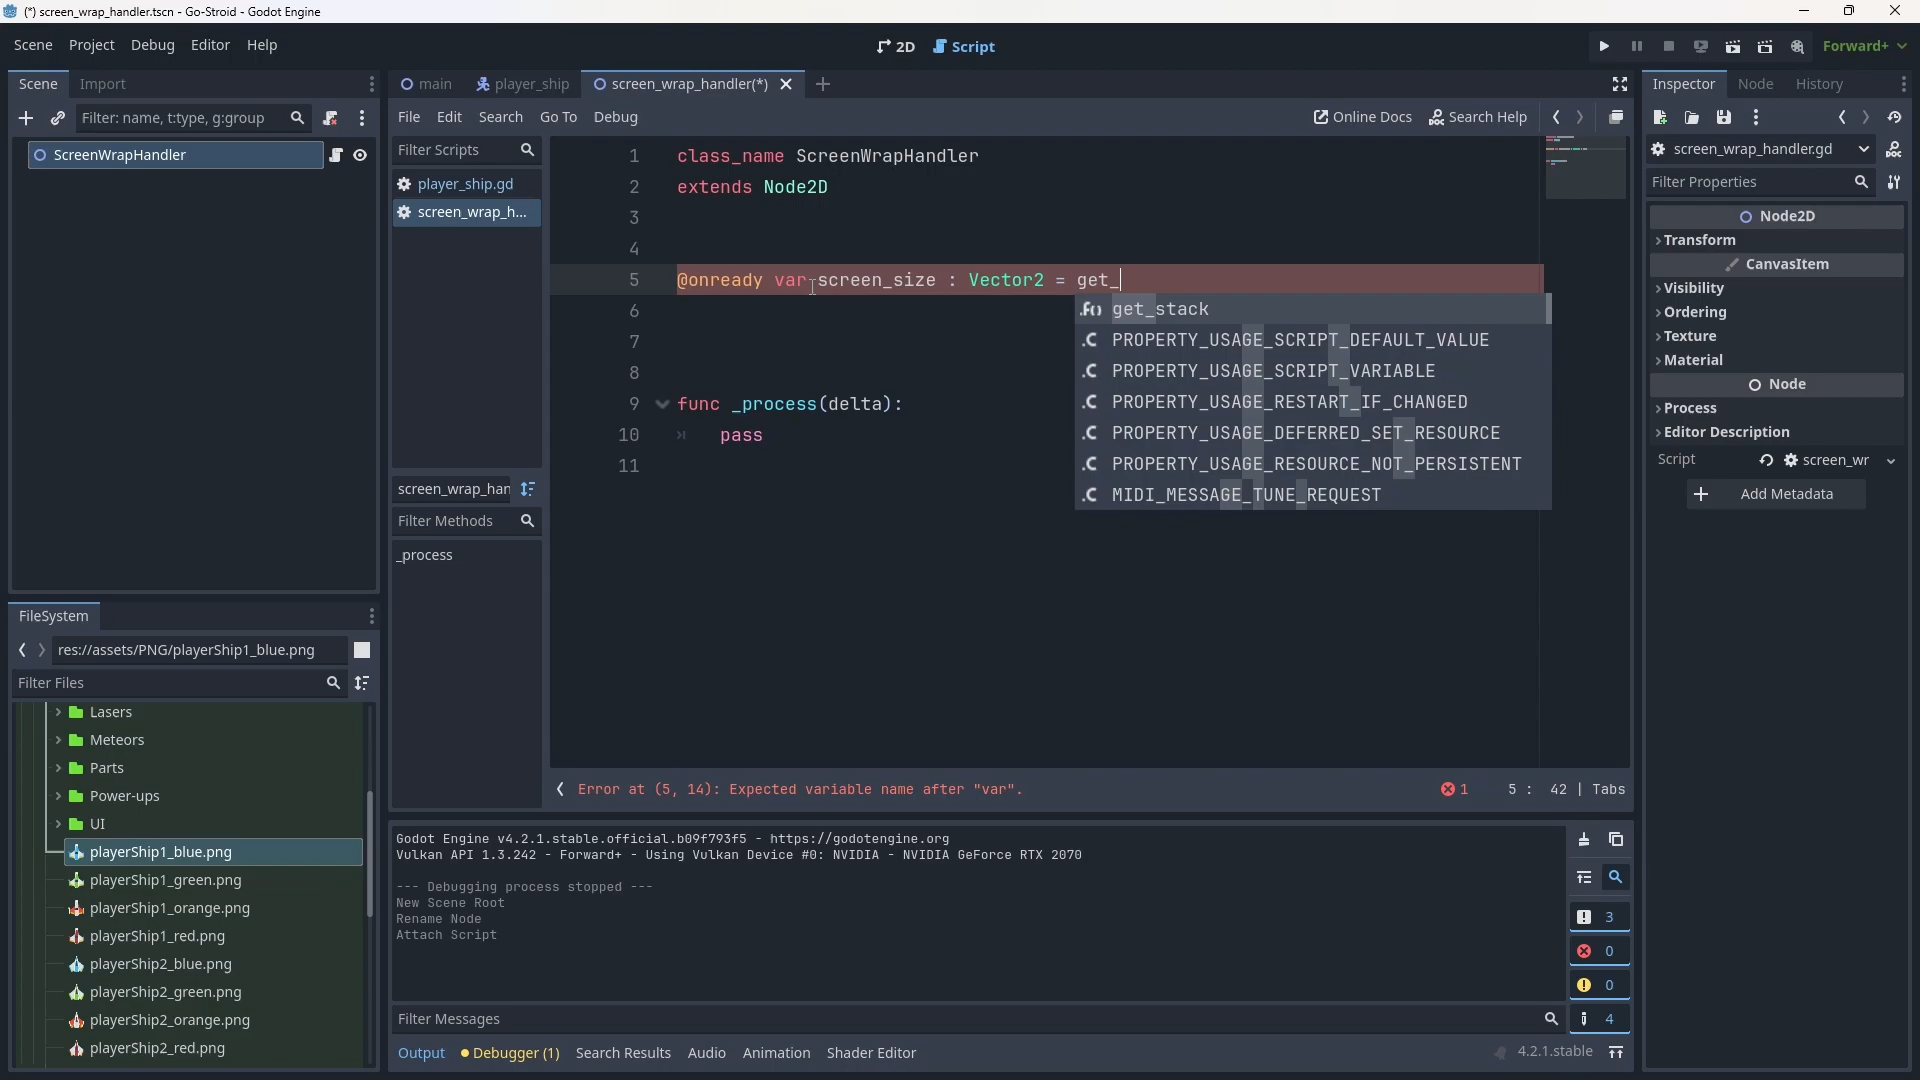 (*) screen_wrap_handler.tscn - Go-Stroid - Godot Engine
Scene Project Debug Editor Help
2D Script
Forward+
Scene Import
Filter: name, t:type, g:group
ScreenWrapHandler
main player_ship screen_wrap_handler(*)
File Edit Search Go To Debug
Online Docs Search Help
Filter Scripts
player_ship.gd
screen_wrap_h...
screen_wrap_han
Filter Methods
_process
1 class_name ScreenWrapHandler
2 extends Node2D
3
4
5 @onready var screen_size : Vector2 = get_
6
7
8
9 func _process(delta):
10 pass
11
get_stack
PROPERTY_USAGE_SCRIPT_DEFAULT_VALUE
PROPERTY_USAGE_SCRIPT_VARIABLE
PROPERTY_USAGE_RESTART_IF_CHANGED
PROPERTY_USAGE_DEFERRED_SET_RESOURCE
PROPERTY_USAGE_RESOURCE_NOT_PERSISTENT
MIDI_MESSAGE_TUNE_REQUEST
Error at (5, 14): Expected variable name after "var".
1 5 : 42 | Tabs
Godot Engine v4.2.1.stable.official.b09f793f5 - https://godotengine.org
Vulkan API 1.3.242 - Forward+ - Using Vulkan Device #0: NVIDIA - NVIDIA GeForce RTX 2070
--- Debugging process stopped ---
New Scene Root
Rename Node
Attach Script
3
0
0
4
Filter Messages
Output Debugger (1) Search Results Audio Animation Shader Editor
4.2.1.stable
FileSystem
res://assets/PNG/playerShip1_blue.png
Filter Files
Lasers
Meteors
Parts
Power-ups
UI
playerShip1_blue.png
playerShip1_green.png
playerShip1_orange.png
playerShip1_red.png
playerShip2_blue.png
playerShip2_green.png
playerShip2_orange.png
playerShip2_red.png
Inspector Node History
screen_wrap_handler.gd
Filter Properties
Node2D
Transform
CanvasItem
Visibility
Ordering
Texture
Material
Node
Process
Editor Description
Script screen_wr
Add Metadata